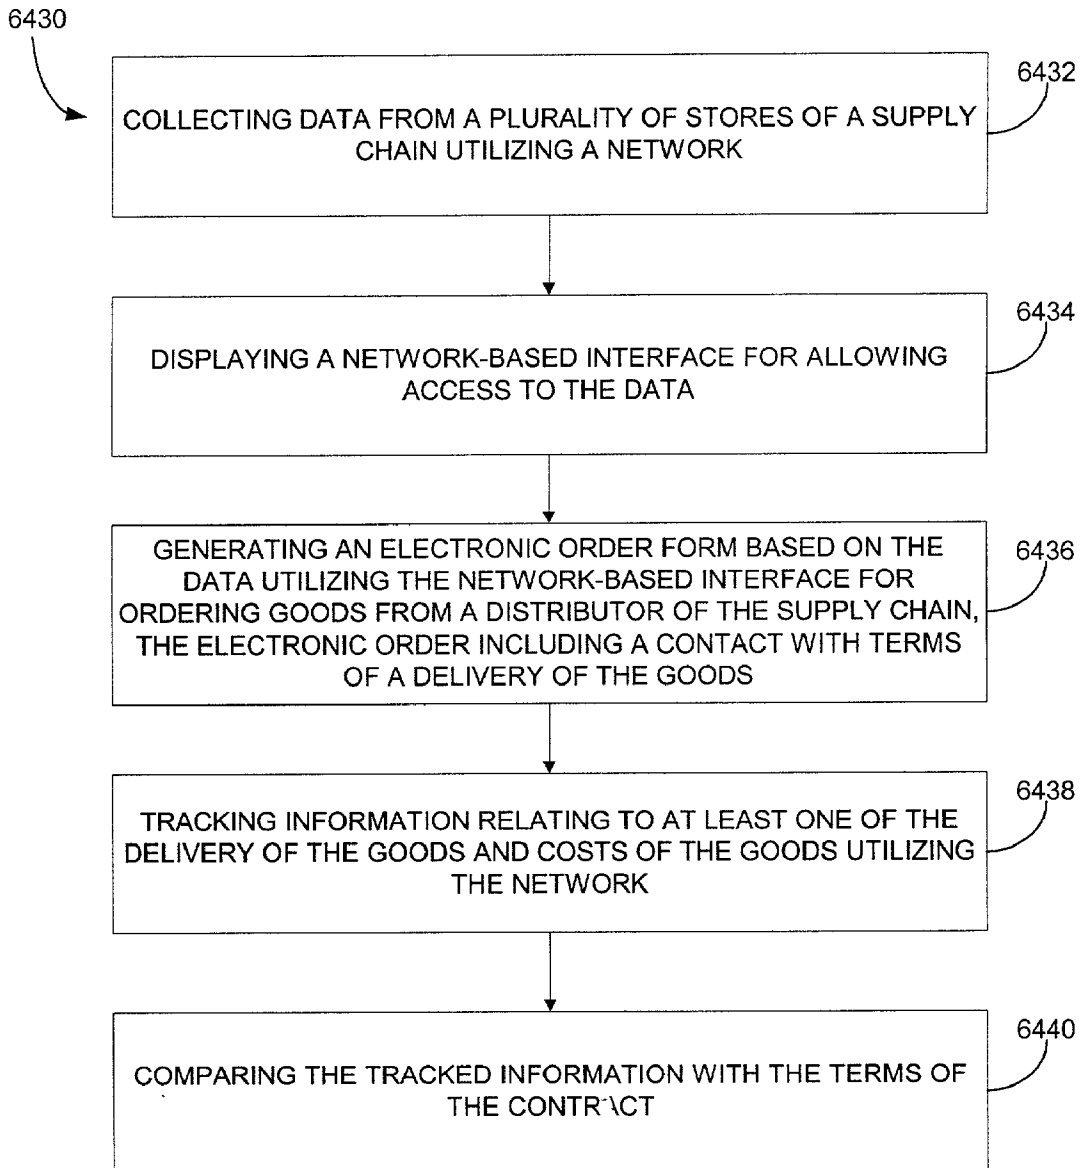 6430
6432
COLLECTING DATA FROM A PLURALITY OF STORES OF A SUPPLY
CHAIN UTILIZING A NETWORK
6434
DISPLAYING A NETWORK-BASED INTERFACE FOR ALLOWING
ACCESS TO THE DATA
6436
GENERATING AN ELECTRONIC ORDER FORM BASED ON THE
DATA UTILIZING THE NETWORK-BASED INTERFACE FOR
ORDERING GOODS FROM A DISTRIBUTOR OF THE SUPPLY CHAIN,
THE ELECTRONIC ORDER INCLUDING A CONTACT WITH TERMS
OF A DELIVERY OF THE GOODS
6438
TRACKING INFORMATION RELATING TO AT LEAST ONE OF THE
DELIVERY OF THE GOODS AND COSTS OF THE GOODS UTILIZING
THE NETWORK
6440
COMPARING THE TRACKED INFORMATION WITH THE TERMS OF
THE CONTRACT